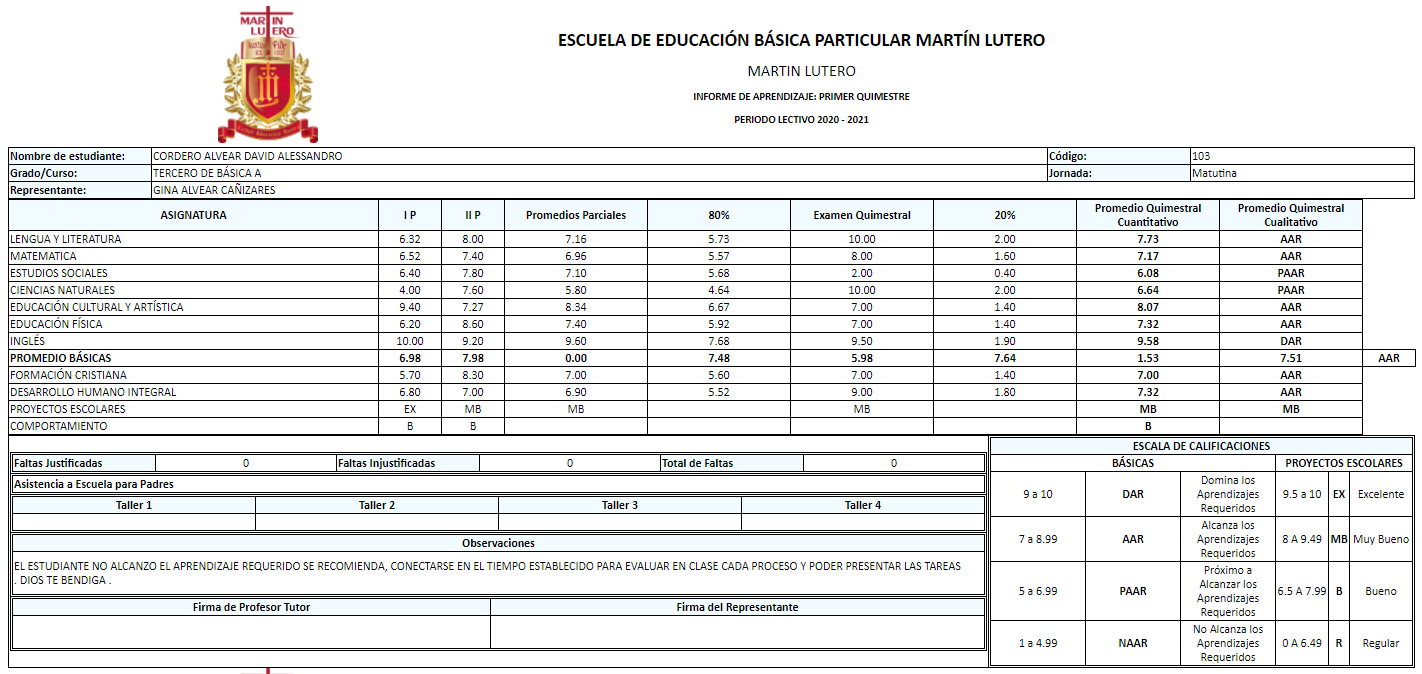 MARTIN
LUTERO
ESCUELA DE EDUCACIÓN BÁSICA PARTICULAR MARTÍN LUTERO
MARTIN LUTERO
INFORME DE APRENDIZAJE: PRIMER QUIMESTRE
PERIODO LECTIVO 2020 - 2021
Nombre de estudiante: CORDERO ALVEAR DAVID ALESSANDRO Código: 103
Grado/Curso: TERCERO DE BÁSICA A Jornada: Matutina
Representante: GINA ALVEAR CAÑIZARES
ASIGNATURA I P II P Promedios Parciales 80% Examen Quimestral 20% Promedio Quimestral Cuantitativo Promedio Quimestral Cualitativo
LENGUA Y LITERATURA 6.32 8.00 7.16 5.73 10.00 2.00 7.73 AAR
MATEMATICA 6.52 7.40 6.96 5.57 8.00 1.60 7.17 AAR
ESTUDIOS SOCIALES 6.40 7.80 7.10 5.68 2.00 0.40 6.08 PAAR
CIENCIAS NATURALES 4.00 7.60 5.80 4.64 10.00 2.00 6.64 PAAR
EDUCACIÓN CULTURAL Y ARTÍSTICA 9.40 7.27 8.34 6.67 7.00 1.40 8.07 AAR
EDUCACIÓN FÍSICA 6.20 8.60 7.40 5.92 7.00 1.40 7.32 AAR
INGLÉS 10.00 9.20 9.60 7.68 9.50 1.90 9.58 DAR
PROMEDIO BÁSICAS 6.98 7.98 0.00 7.48 5.98 7.64 1.53 7.51 AAR
FORMACIÓN CRISTIANA 5.70 8.30 7.00 5.60 7.00 1.40 7.00 AAR
DESARROLLO HUMANO INTEGRAL 6.80 7.00 6.90 5.52 9.00 1.80 7.32 AAR
PROYECTOS ESCOLARES EX MB MB MB MB MB
COMPORTAMIENTO B B B
Faltas Justificadas 0 Faltas Injustificadas 0 Total de Faltas 0
Asistencia a Escuela para Padres
Taller 1 Taller 2 Taller 3 Taller 4
Observaciones
EL ESTUDIANTE NO ALCANZO EL APRENDIZAJE REQUERIDO SE RECOMIENDA, CONECTARSE EN EL TIEMPO ESTABLECIDO PARA EVALUAR EN CLASE CADA PROCESO Y PODER PRESENTAR LAS TAREAS
. DIOS TE BENDIGA .
Firma de Profesor Tutor Firma del Representante
ESCALA DE CALIFICACIONES
BÁSICAS PROYECTOS ESCOLARES
9 a 10 DAR Domina los Aprendizajes Requeridos 9.5 a 10 EX Excelente
7 a 8.99 AAR Alcanza los Aprendizajes Requeridos 8 A 9.49 MB Muy Bueno
5 a 6.99 PAAR Próximo a Alcanzar los Aprendizajes Requeridos 6.5 A 7.99 B Bueno
1 a 4.99 NAAR No Alcanza los Aprendizajes Requeridos 0 A 6.49 R Regular